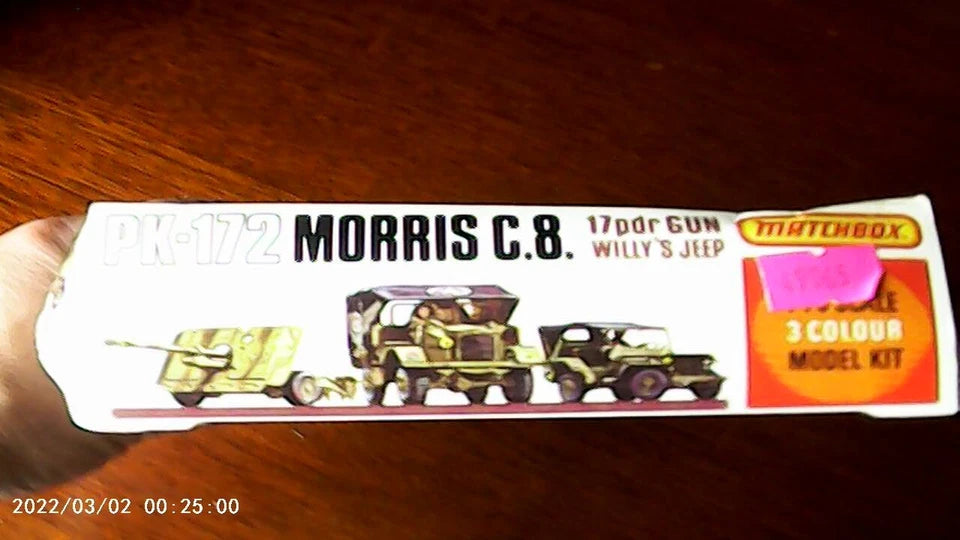 PK-172 MORRIS C.8.
17pdr GUN
WILLY'S JEEP
MATCHBOX
SCALE
3 COLOUR
MODEL KIT
2022/03/02 00:25:00